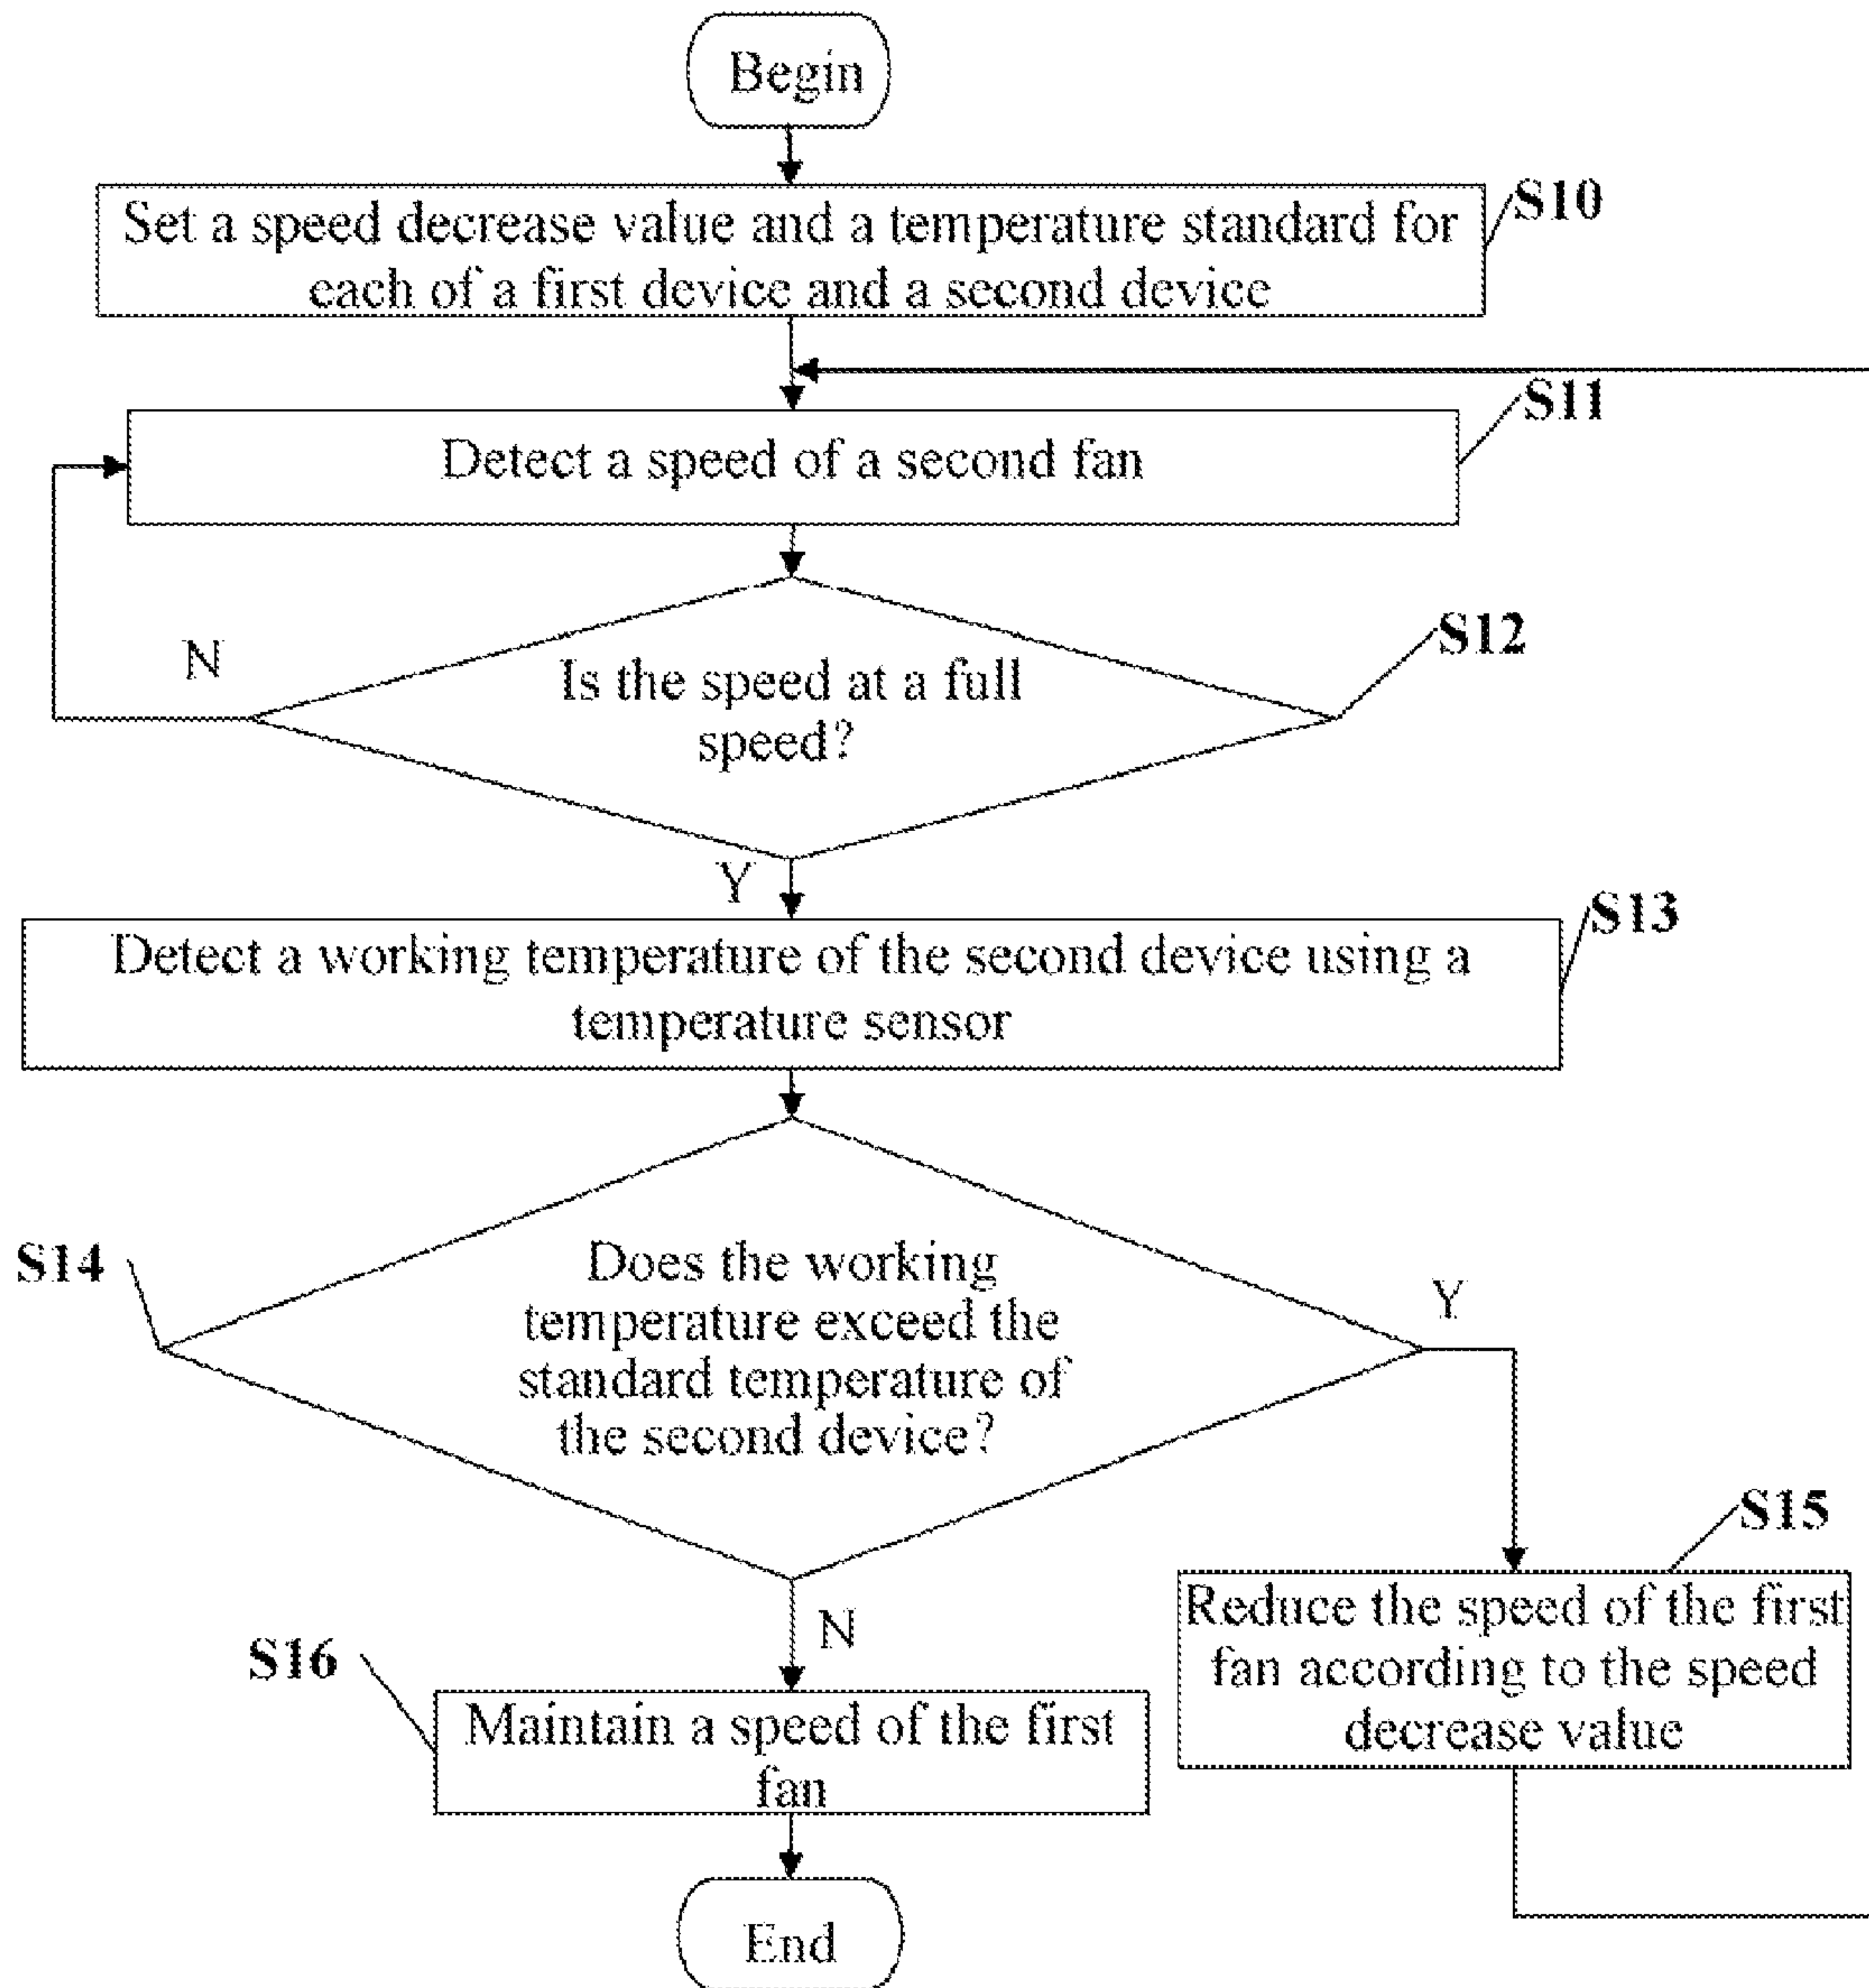 Begin
Set a speed decrease value and a temperature standard for
each of a first device and a second device
S10
S11
Detect a speed of a second fan
S12
N
Is the speed at a full
speed?
Y
S13
Detect a working temperature of the second device using a
temperature sensor
S14
Does the working
temperature exceed the
standard temperature of
the second device?
Y
S15
Reduce the speed of the first
fan according to the speed
decrease value
N
S16
Maintain a speed of the first
fan
End